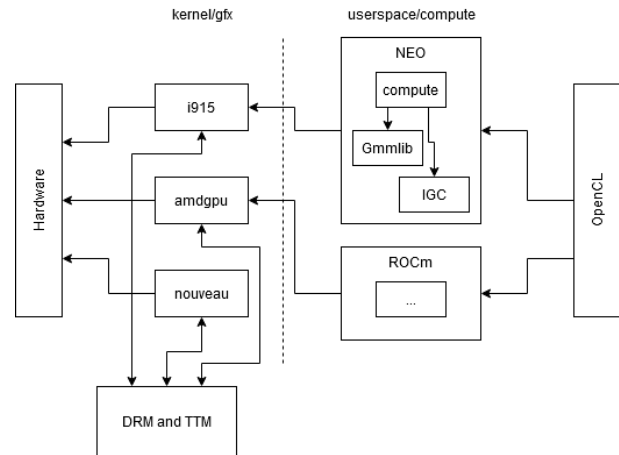 kernel/gfx
userspace/compute
NEO
compute
Gmmlib
IGC
i915
amdgpu
nouveau
Hardware
ROCm
...
OpenCL
DRM and TTM